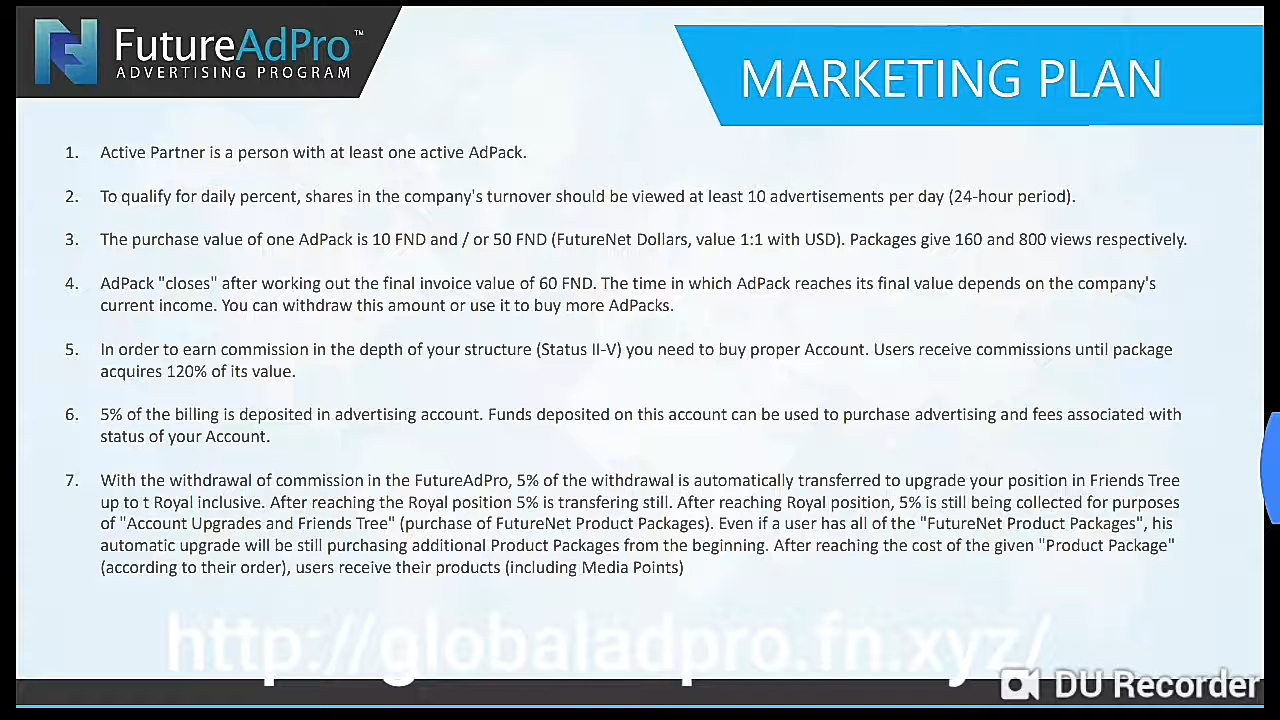 FutureAdPro™
ADVERTISING PROGRAM
MARKETING PLAN
1. Active Partner is a person with at least one active AdPack.
2. To qualify for daily percent, shares in the company's turnover should be viewed at least 10 advertisements per day (24-hour period).
3. The purchase value of one AdPack is 10 FND and / or 50 FND (FutureNet Dollars, value 1:1 with USD). Packages give 160 and 800 views respectively.
4. AdPack "closes" after working out the final invoice value of 60 FND. The time in which AdPack reaches its final value depends on the company's
current income. You can withdraw this amount or use it to buy more AdPacks.
5. In order to earn commission in the depth of your structure (Status II-V) you need to buy proper Account. Users receive commissions until package
acquires 120% of its value.
6. 5% of the billing is deposited in advertising account. Funds deposited on this account can be used to purchase advertising and fees associated with
status of your Account.
7. With the withdrawal of commission in the FutureAdPro, 5% of the withdrawal is automatically transferred to upgrade your position in Friends Tree
up to t Royal inclusive. After reaching the Royal position 5% is transfering still. After reaching Royal position, 5% is still being collected for purposes
of "Account Upgrades and Friends Tree" (purchase of FutureNet Product Packages). Even if a user has all of the "FutureNet Product Packages", his
automatic upgrade will be still purchasing additional Product Packages from the beginning. After reaching the cost of the given "Product Package"
(according to their order), users receive their products (including Media Points)
http://globaladpro.fn.xyz/
DU Recorder